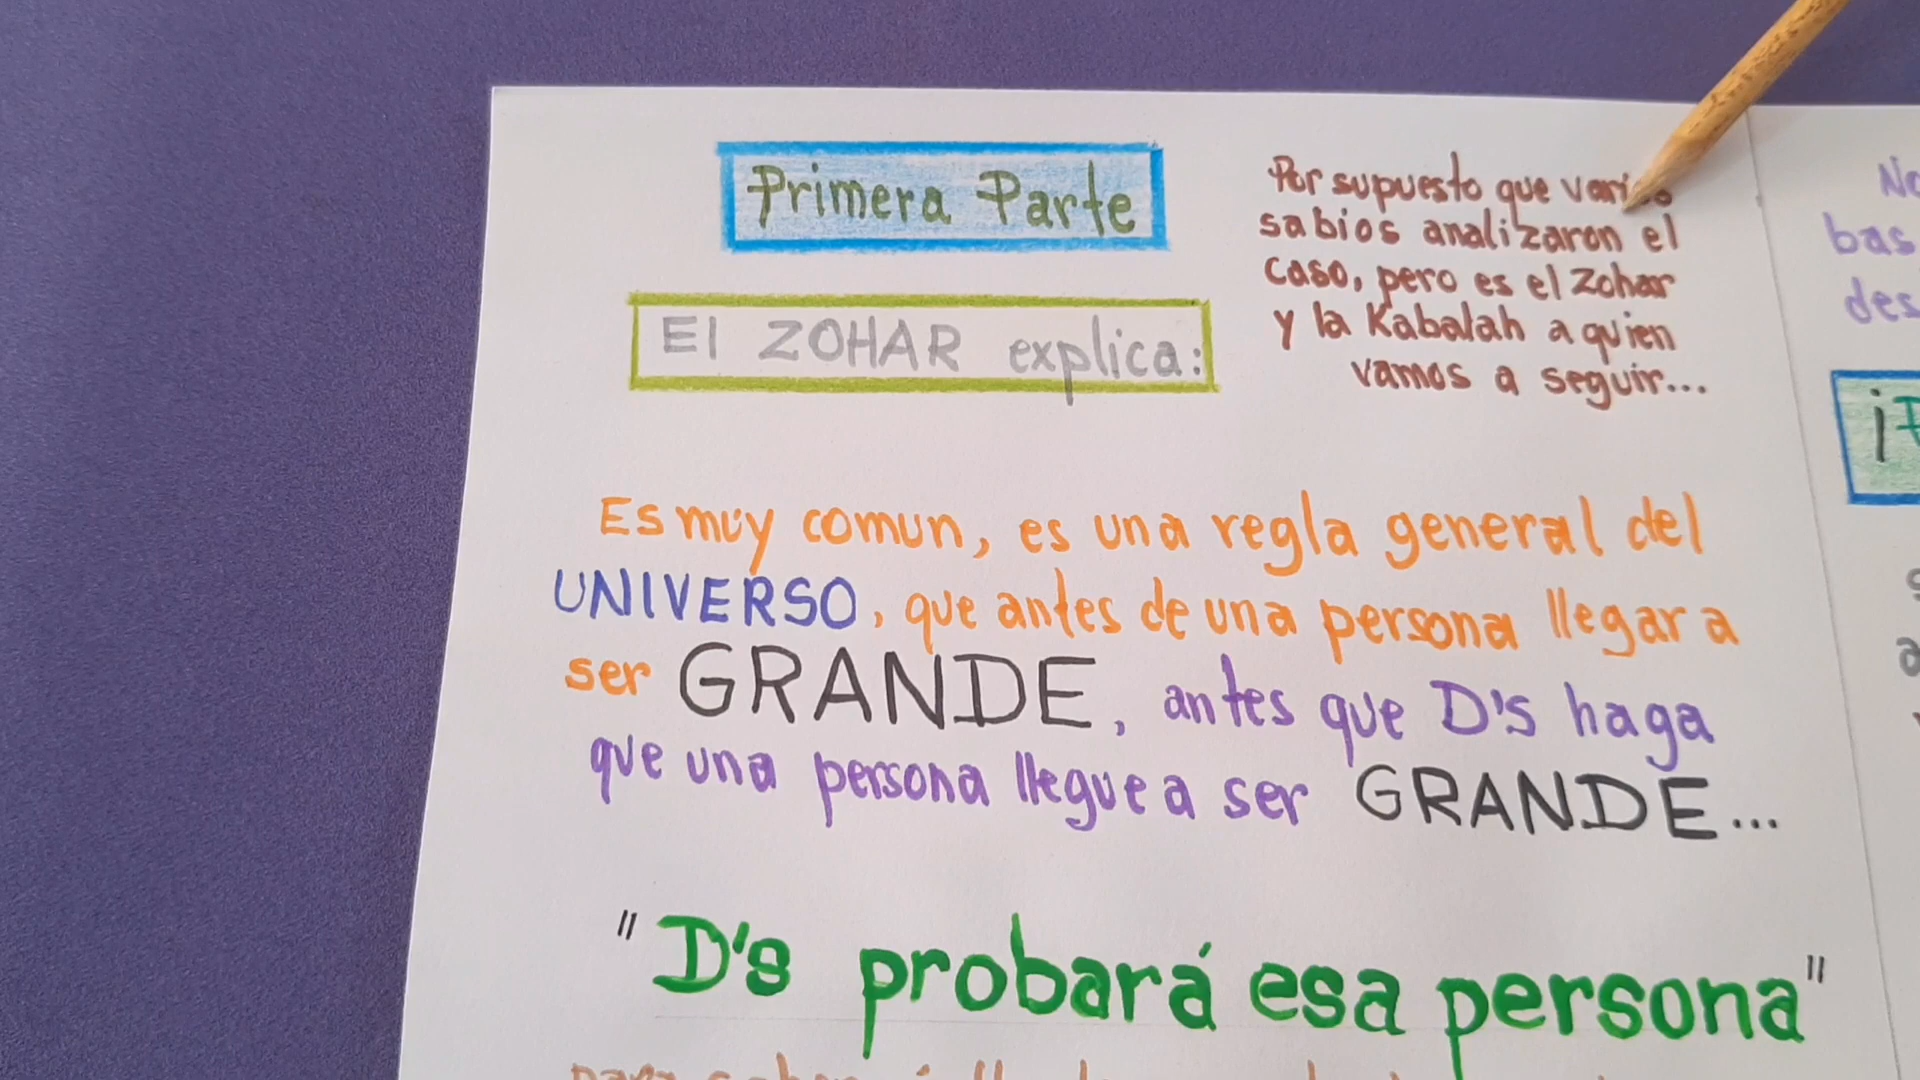 Primera Parte
El ZOHAR explica:
Por supuesto que varios
sabios analizaron el
caso, pero es el Zohar
y la Kabalah a quien
vamos a seguir...
Es muy comun, es una regla general del
UNIVERSO, que antes de una persona llegar a
ser GRANDE, antes que D's haga
que una persona llegue a ser GRANDE...
"D's probará esa persona"
bas
des